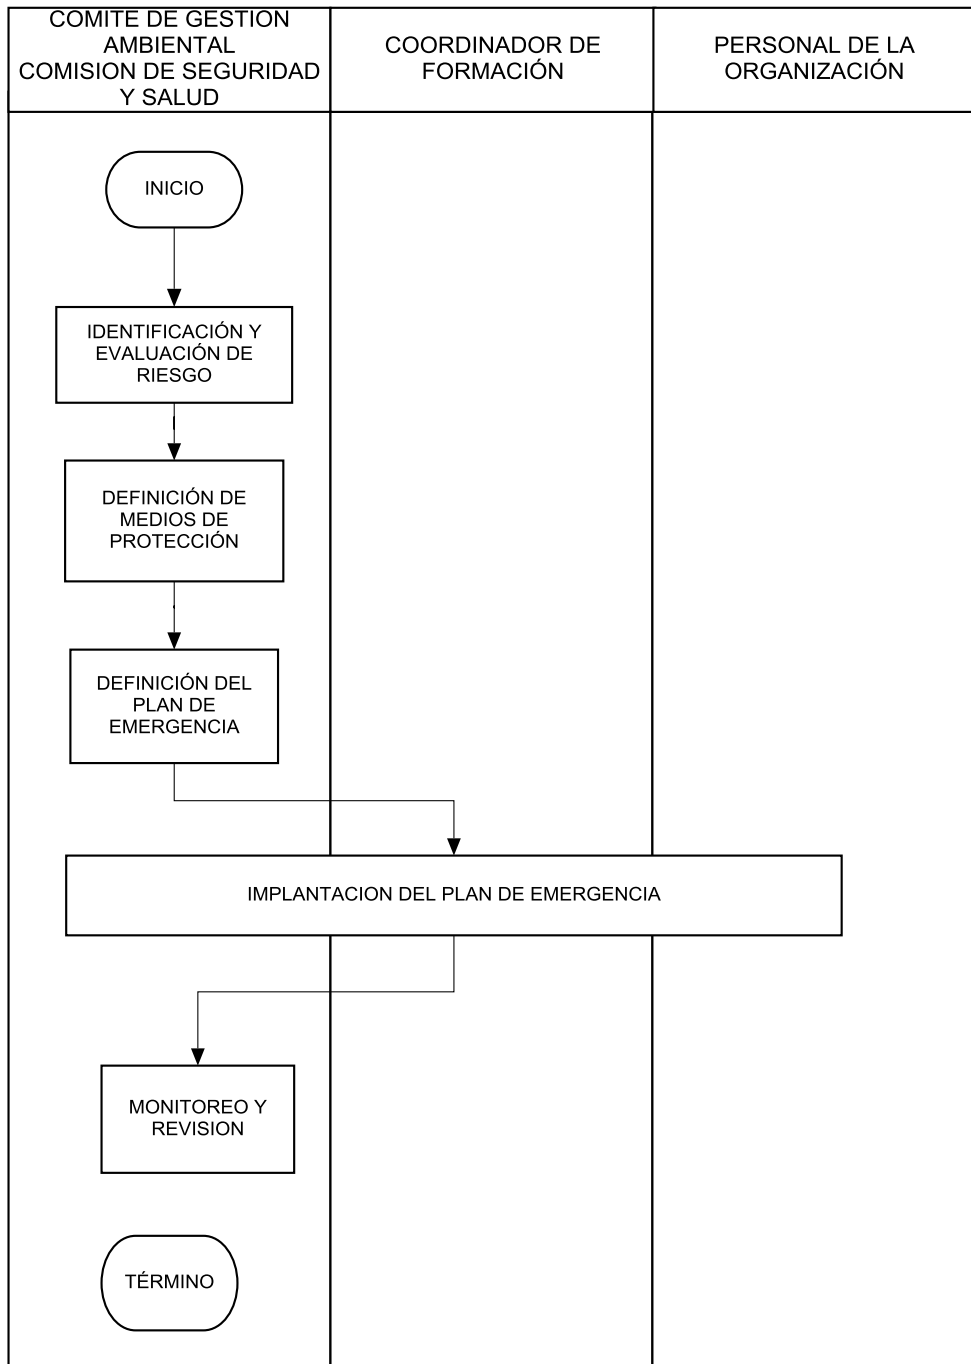 COMITE DE GESTION
AMBIENTAL
COMISION DE SEGURIDAD
Y SALUD
COORDINADOR DE
FORMACIÓN
PERSONAL DE LA
ORGANIZACIÓN
INICIO
IDENTIFICACIÓN Y
EVALUACIÓN DE
RIESGO
DEFINICIÓN DE
MEDIOS DE
PROTECCIÓN
DEFINICIÓN DEL
PLAN DE
EMERGENCIA
IMPLANTACION DEL PLAN DE EMERGENCIA
MONITOREO Y
REVISION
TÉRMINO